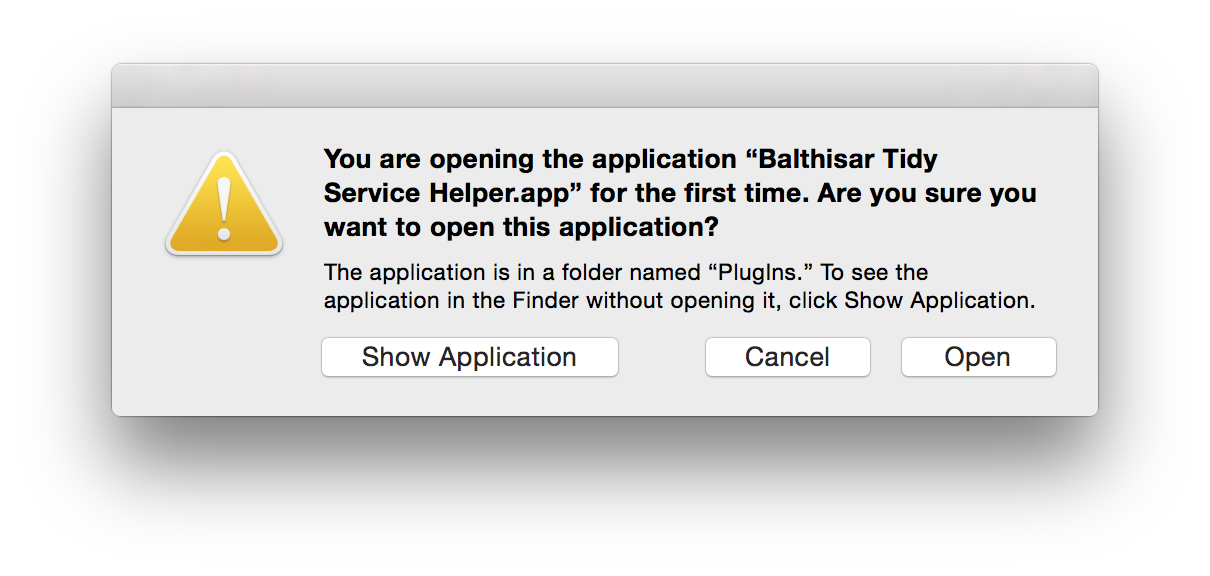 You are opening the application “Balthisar Tidy
Service Helper.app” for the first time. Are you sure you
want to open this application?
The application is in a folder named “PlugIns.” To see the
application in the Finder without opening it, click Show Application.
Show Application Cancel Open